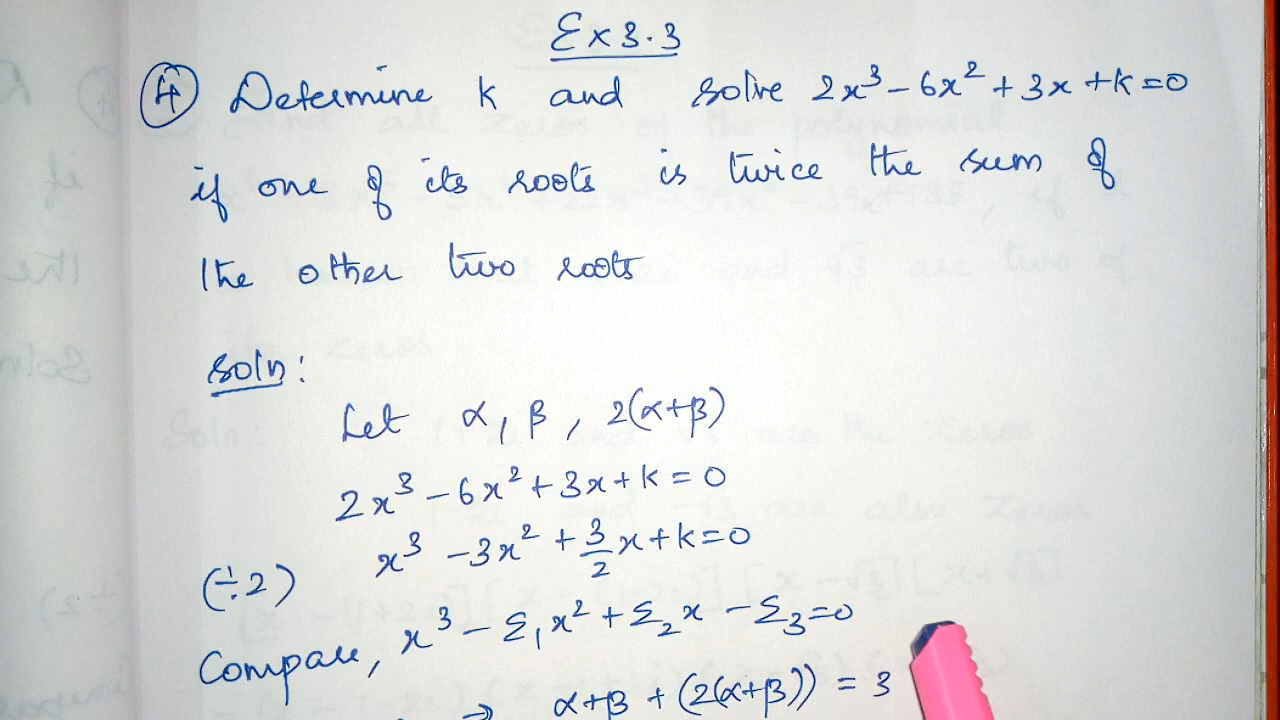 Ex 3.3
④ Determine k and solve 2x³ - 6x² + 3x + k = 0
if one of its roots is twice the sum of
the other two roots
Soln:
Let α, β, 2(α+β)
2x³ - 6x² + 3x + k = 0
(÷2) x³ - 3x² + 3/2 x + k = 0
Compare, x³ - Σ₁x² + Σ₂x - Σ₃ = 0
⇒ α+β + (2(α+β)) = 3